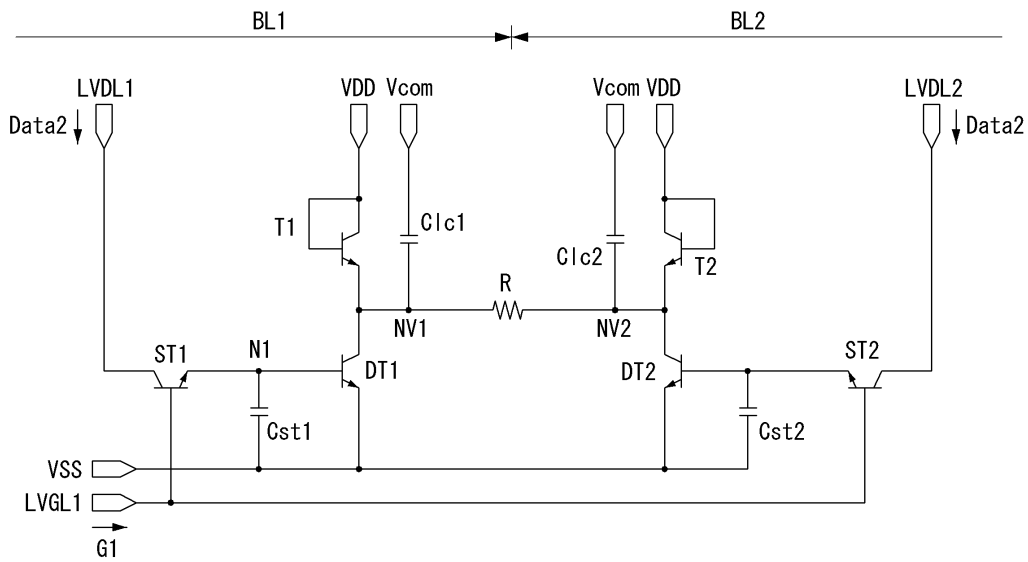 BL1 BL2
LVDL1 VDD Vcom Vcom VDD LVDL2
Data2 Data2
T1 Clc1 Clc2 T2
R
NV1 NV2
ST1 N1 DT1 DT2 ST2
Cst1 Cst2
VSS
LVGL1
G1